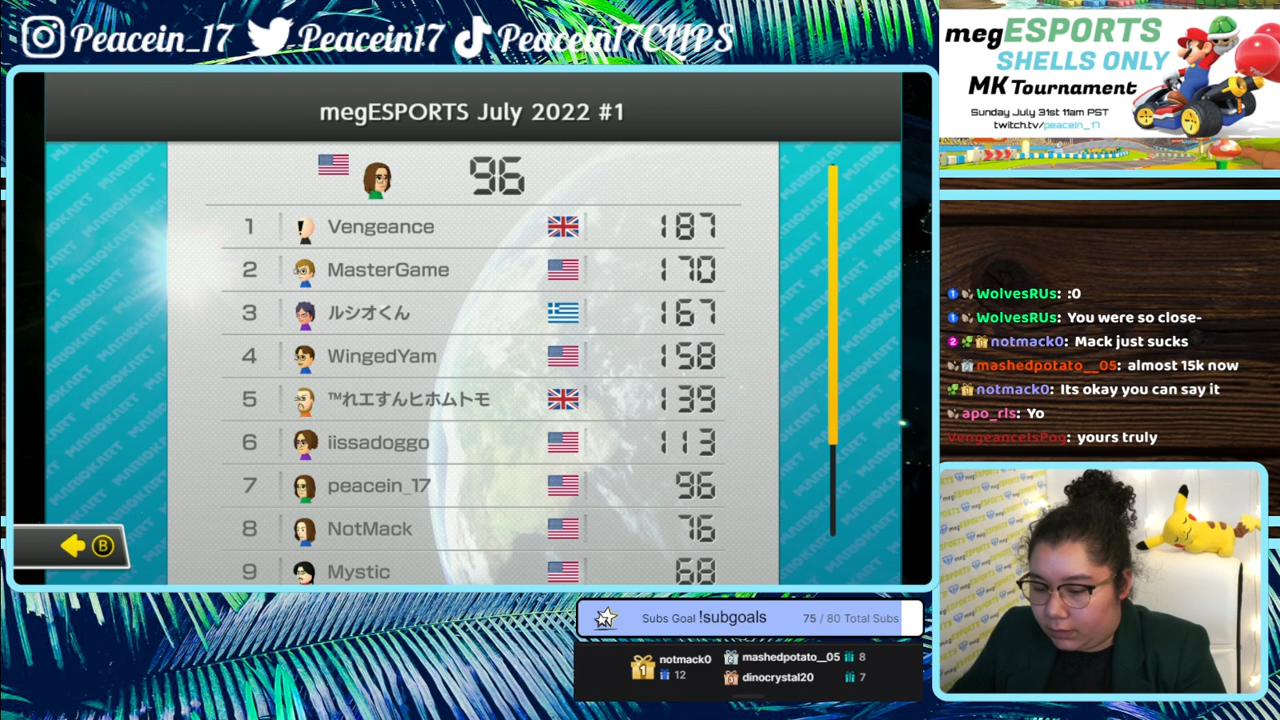 Peacein_17 Peacein17 Peacein17ClIPS
megESPORTS
SHELLS ONLY
MK Tournament
Sunday July 31st 11am PST
twitch.tv/peacein_17
megESPORTS July 2022 #1
96
1 Vengeance 187
2 MasterGame 170
3 ルシオくん 167
4 WingedYam 158
5 ™れエすんヒホムトモ 139
6 iissadoggo 113
7 peacein_17 96
8 NotMack 76
9 Mystic 68
B
WolvesRUs: :O
WolvesRUs: You were so close-
2 notmack0: Mack just sucks
mashedpotato__05: almost 15k now
notmack0: Its okay you can say it
apo_rls: Yo
VengeanceIsPog: yours truly
Subs Goal !subgoals 75 / 80 Total Subs
1 notmack0 12
2 mashedpotato__05 8
3 dinocrystal20 7